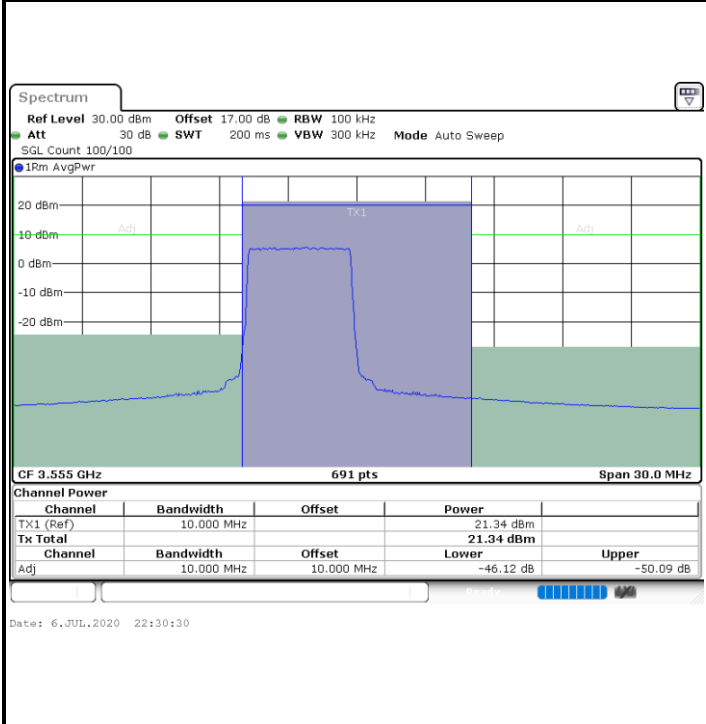 Spectrum
Ref Level 30.00 dBm Offset 17.00 dB RBW 100 kHz
Att 30 dB SWT 200 ms VBW 300 kHz Mode Auto Sweep
SGL Count 100/100
1Rm AvgPwr
20 dBm
TX1
Adj
Adj
10 dBm
0 dBm
-10 dBm
-20 dBm
CF 3.555 GHz 691 pts Span 30.0 MHz
Channel Power
Channel Bandwidth Offset Power
TX1 (Ref) 10.000 MHz 21.34 dBm
Tx Total 21.34 dBm
Channel Bandwidth Offset Lower Upper
Adj 10.000 MHz 10.000 MHz -46.12 dB -50.09 dB
Ready
Date: 6.JUL.2020 22:30:30